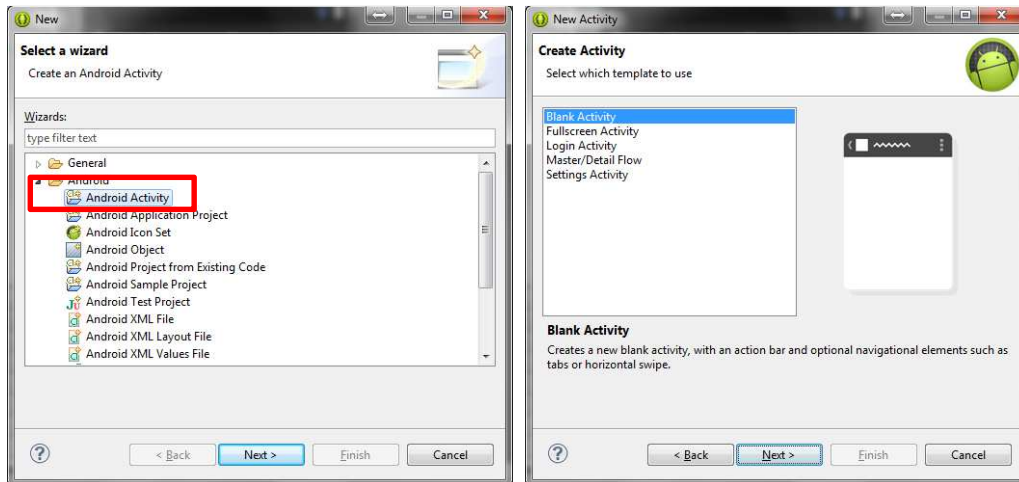 New
Select a wizard
Create an Android Activity
Wizards:
type filter text
General
Android
Android Activity
Android Application Project
Android Icon Set
Android Object
Android Project from Existing Code
Android Sample Project
Android Test Project
Android XML File
Android XML Layout File
Android XML Values File
< Back
Next >
Finish
Cancel
New Activity
Create Activity
Select which template to use
Blank Activity
Fullscreen Activity
Login Activity
Master/Detail Flow
Settings Activity
Blank Activity
Creates a new blank activity, with an action bar and optional navigational elements such as
tabs or horizontal swipe.
< Back
Next >
Finish
Cancel